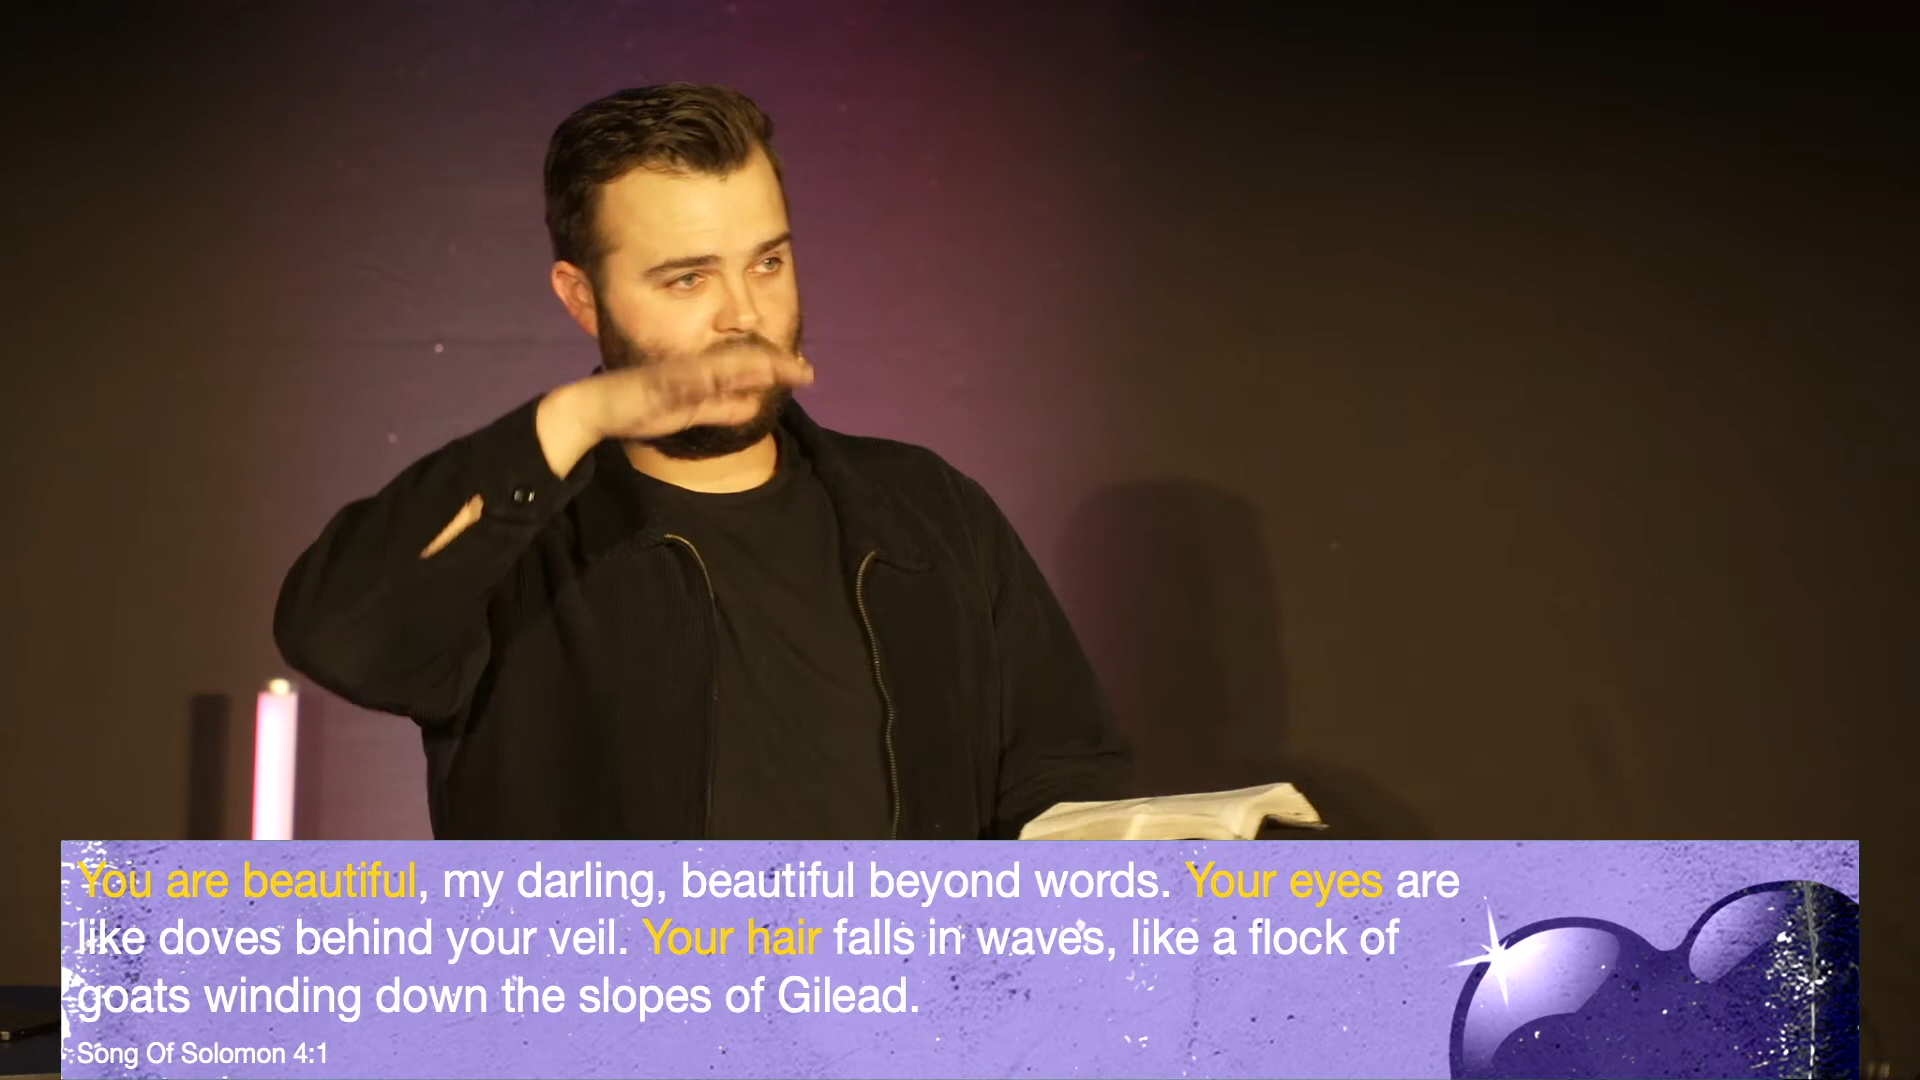 You are beautiful, my darling, beautiful beyond words. Your eyes are
like doves behind your veil. Your hair falls in waves, like a flock of
goats winding down the slopes of Gilead.
Song Of Solomon 4:1